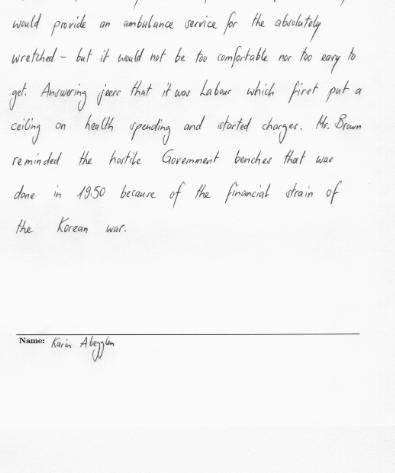 would provide an ambulance service for the absolutely
wretched - but it would not be too comfortable nor too easy to
get. Answering jeers that it was Labour which first put a
ceiling on health spending and started charges. Mr. Brown
reminded the hostile Government benches that was
done in 1950 because of the financial strain of
the Korean war.
Name: Karin Abegglen